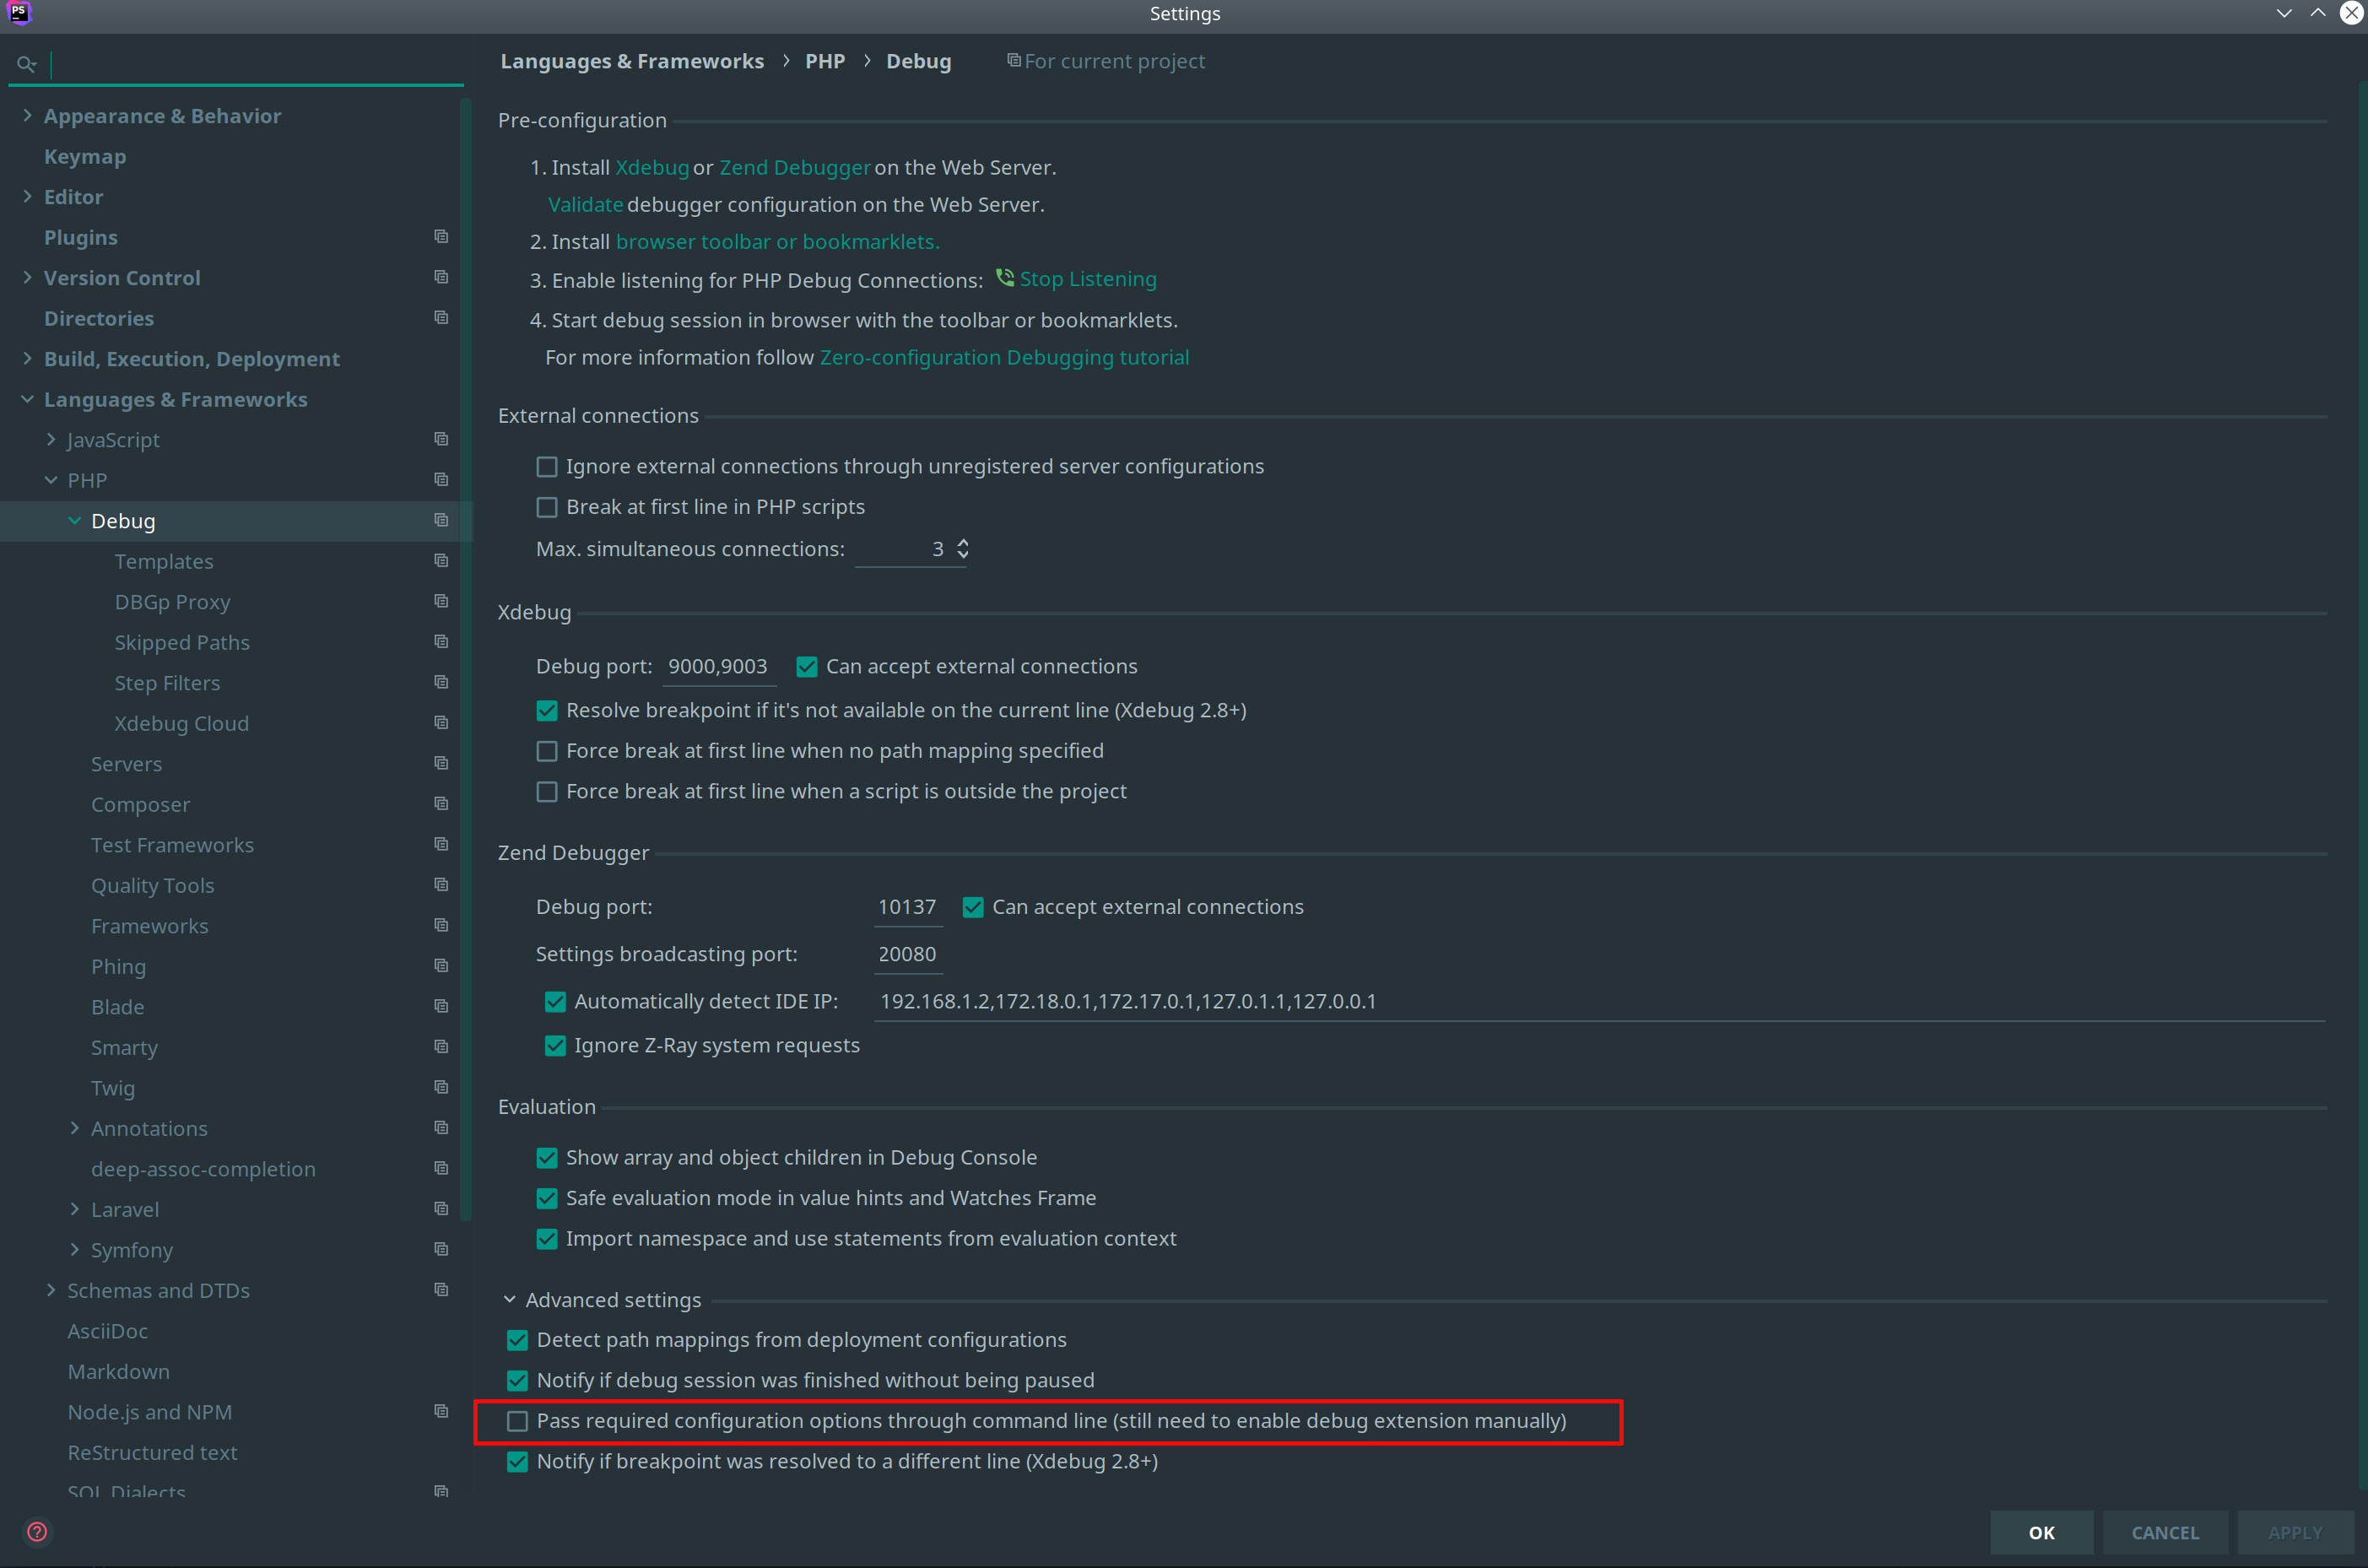 PS
Settings
Appearance & Behavior
Keymap
Editor
Plugins
Version Control
Directories
Build, Execution, Deployment
Languages & Frameworks
JavaScript
PHP
Debug
Templates
DBGp Proxy
Skipped Paths
Step Filters
Xdebug Cloud
Servers
Composer
Test Frameworks
Quality Tools
Frameworks
Phing
Blade
Smarty
Twig
Annotations
deep-assoc-completion
Laravel
Symfony
Schemas and DTDs
AsciiDoc
Markdown
Node.js and NPM
ReStructured text
SQL Dialects
Languages & Frameworks › PHP › Debug For current project
Pre-configuration
1. Install Xdebug or Zend Debugger on the Web Server.
Validate debugger configuration on the Web Server.
2. Install browser toolbar or bookmarklets.
3. Enable listening for PHP Debug Connections: Stop Listening
4. Start debug session in browser with the toolbar or bookmarklets.
For more information follow Zero-configuration Debugging tutorial
External connections
Ignore external connections through unregistered server configurations
Break at first line in PHP scripts
Max. simultaneous connections: 3
Xdebug
Debug port: 9000,9003 Can accept external connections
Resolve breakpoint if it's not available on the current line (Xdebug 2.8+)
Force break at first line when no path mapping specified
Force break at first line when a script is outside the project
Zend Debugger
Debug port: 10137 Can accept external connections
Settings broadcasting port: 20080
Automatically detect IDE IP: 192.168.1.2,172.18.0.1,172.17.0.1,127.0.1.1,127.0.0.1
Ignore Z-Ray system requests
Evaluation
Show array and object children in Debug Console
Safe evaluation mode in value hints and Watches Frame
Import namespace and use statements from evaluation context
Advanced settings
Detect path mappings from deployment configurations
Notify if debug session was finished without being paused
Pass required configuration options through command line (still need to enable debug extension manually)
Notify if breakpoint was resolved to a different line (Xdebug 2.8+)
?
OK CANCEL APPLY